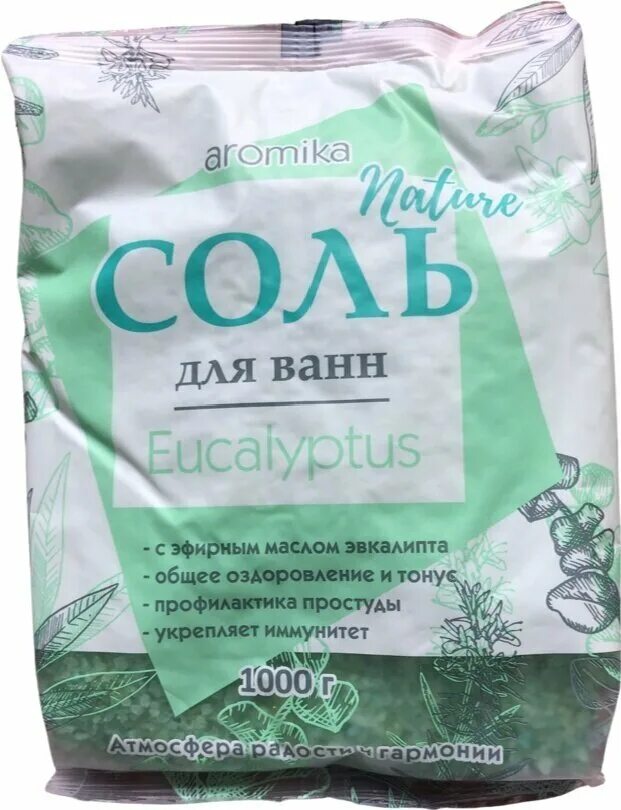 aromika
Nature
СОЛЬ
для ванн
Eucalyptus
- с эфирным маслом эвкалипта
- общее оздоровление и тонус
- профилактика простуды
- укрепляет иммунитет
1000 г
Атмосфера радости и гармонии